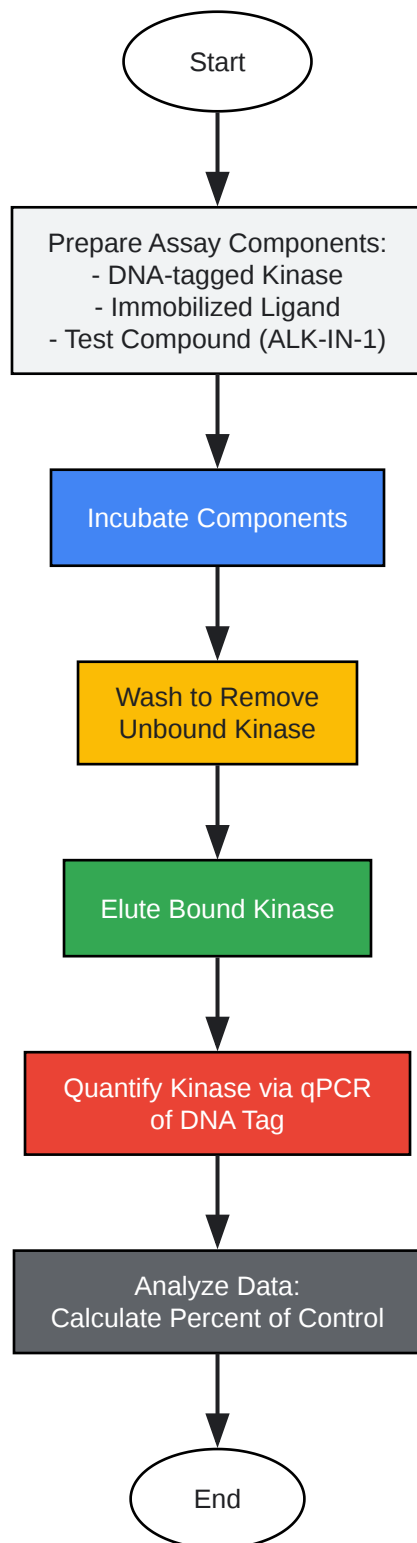 Start
Prepare Assay Components:
- DNA-tagged Kinase
- Immobilized Ligand
- Test Compound (ALK-IN-1)
Incubate Components
Wash to Remove
Unbound Kinase
Elute Bound Kinase
Quantify Kinase via qPCR
of DNA Tag
Analyze Data:
Calculate Percent of Control
End